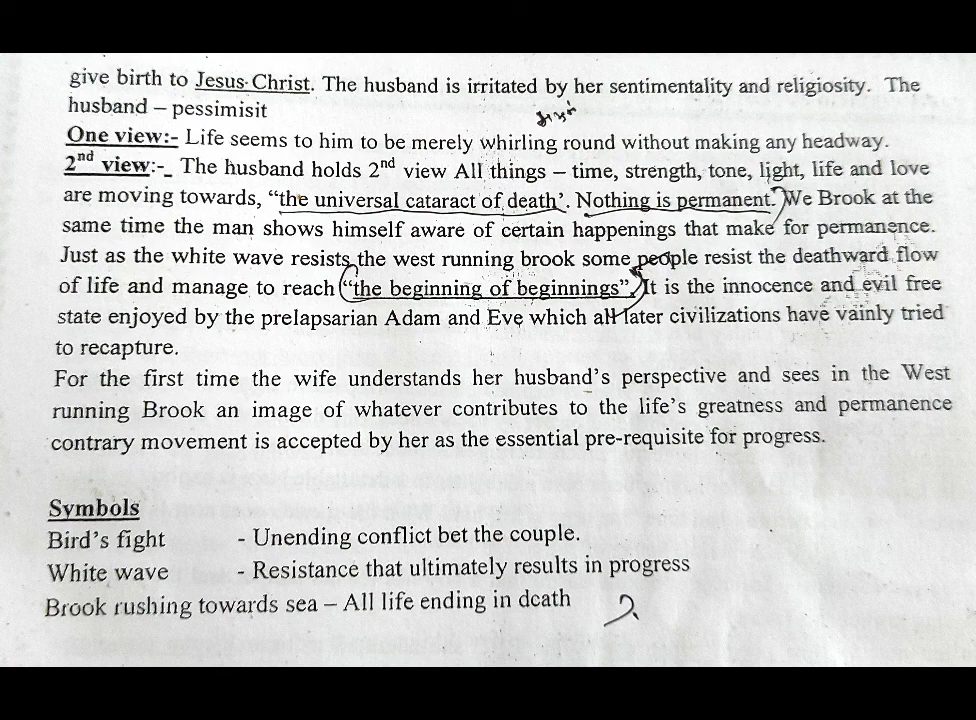 give birth to Jesus Christ. The husband is irritated by her sentimentality and religiosity. The
husband – pessimisit
One view:- Life seems to him to be merely whirling round without making any headway.
2nd view:- The husband holds 2nd view All things – time, strength, tone, light, life and love
are moving towards, “the universal cataract of death’. Nothing is permanent. We Brook at the
same time the man shows himself aware of certain happenings that make for permanence.
Just as the white wave resists the west running brook some people resist the deathward flow
of life and manage to reach “the beginning of beginnings”. It is the innocence and evil free
state enjoyed by the prelapsarian Adam and Eve which all later civilizations have vainly tried
to recapture.
For the first time the wife understands her husband’s perspective and sees in the West
running Brook an image of whatever contributes to the life’s greatness and permanence
contrary movement is accepted by her as the essential pre-requisite for progress.
Symbols
Bird’s fight - Unending conflict bet the couple.
White wave - Resistance that ultimately results in progress
Brook rushing towards sea – All life ending in death